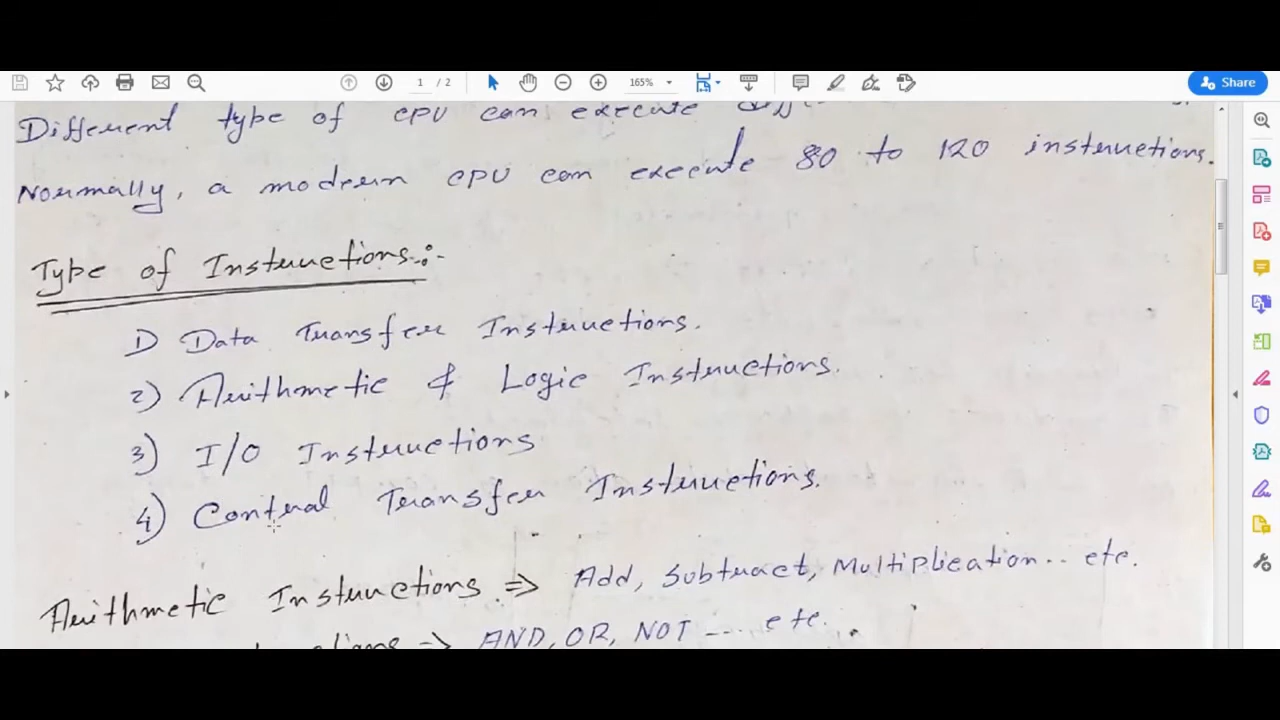 1 / 2
165%
Share
Different type of CPU can execute
Normally, a modern CPU can execute 80 to 120 instructions.
Type of Instructions:-
1) Data Transfer Instructions.
2) Arithmetic & Logic Instructions.
3) I/O Instructions
4) Contral Transfer Instructions.
Arithmetic Instructions => Add, Subtract, Multiplication.. etc.
=> AND, OR, NOT .... etc.